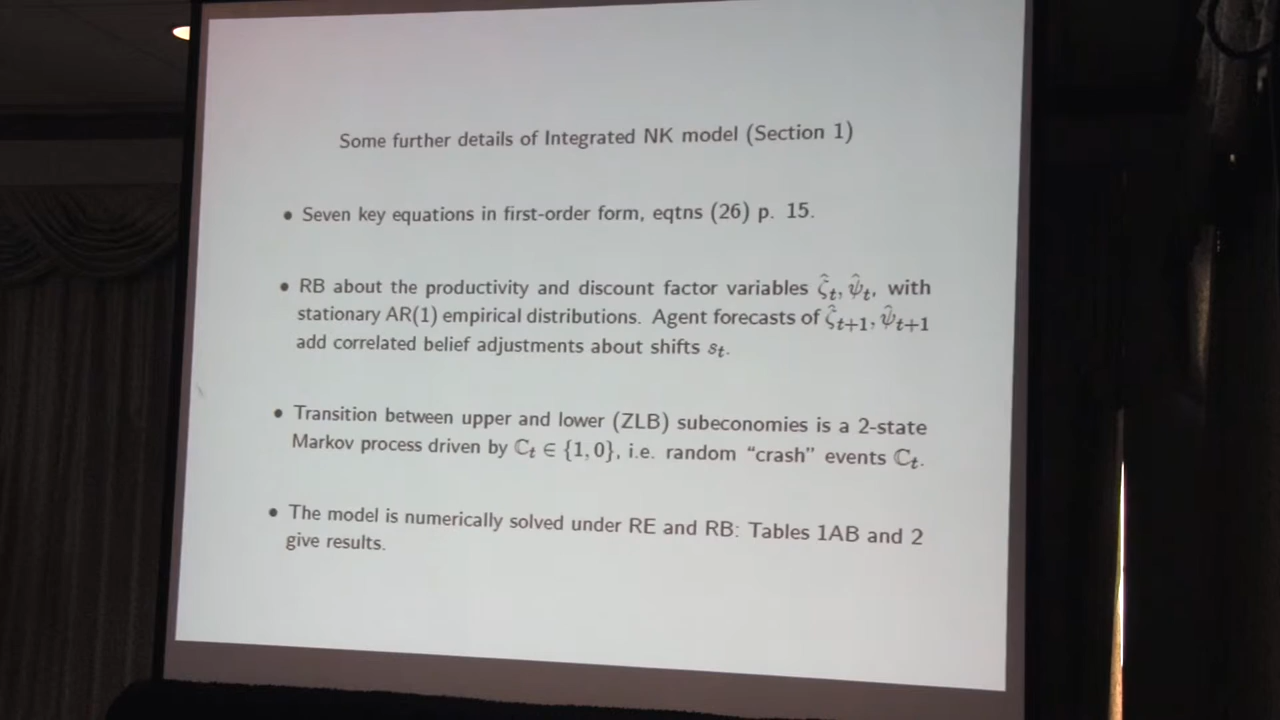 Some further details of Integrated NK model (Section 1)
• Seven key equations in first-order form, eqtns (26) p. 15.
• RB about the productivity and discount factor variables ζ̂ₜ, ψ̂ₜ, with
stationary AR(1) empirical distributions. Agent forecasts of ζ̂ₜ₊₁, ψ̂ₜ₊₁
add correlated belief adjustments about shifts sₜ.
• Transition between upper and lower (ZLB) subeconomies is a 2-state
Markov process driven by ℂₜ ∈ {1, 0}, i.e. random “crash” events ℂₜ.
• The model is numerically solved under RE and RB: Tables 1AB and 2
give results.